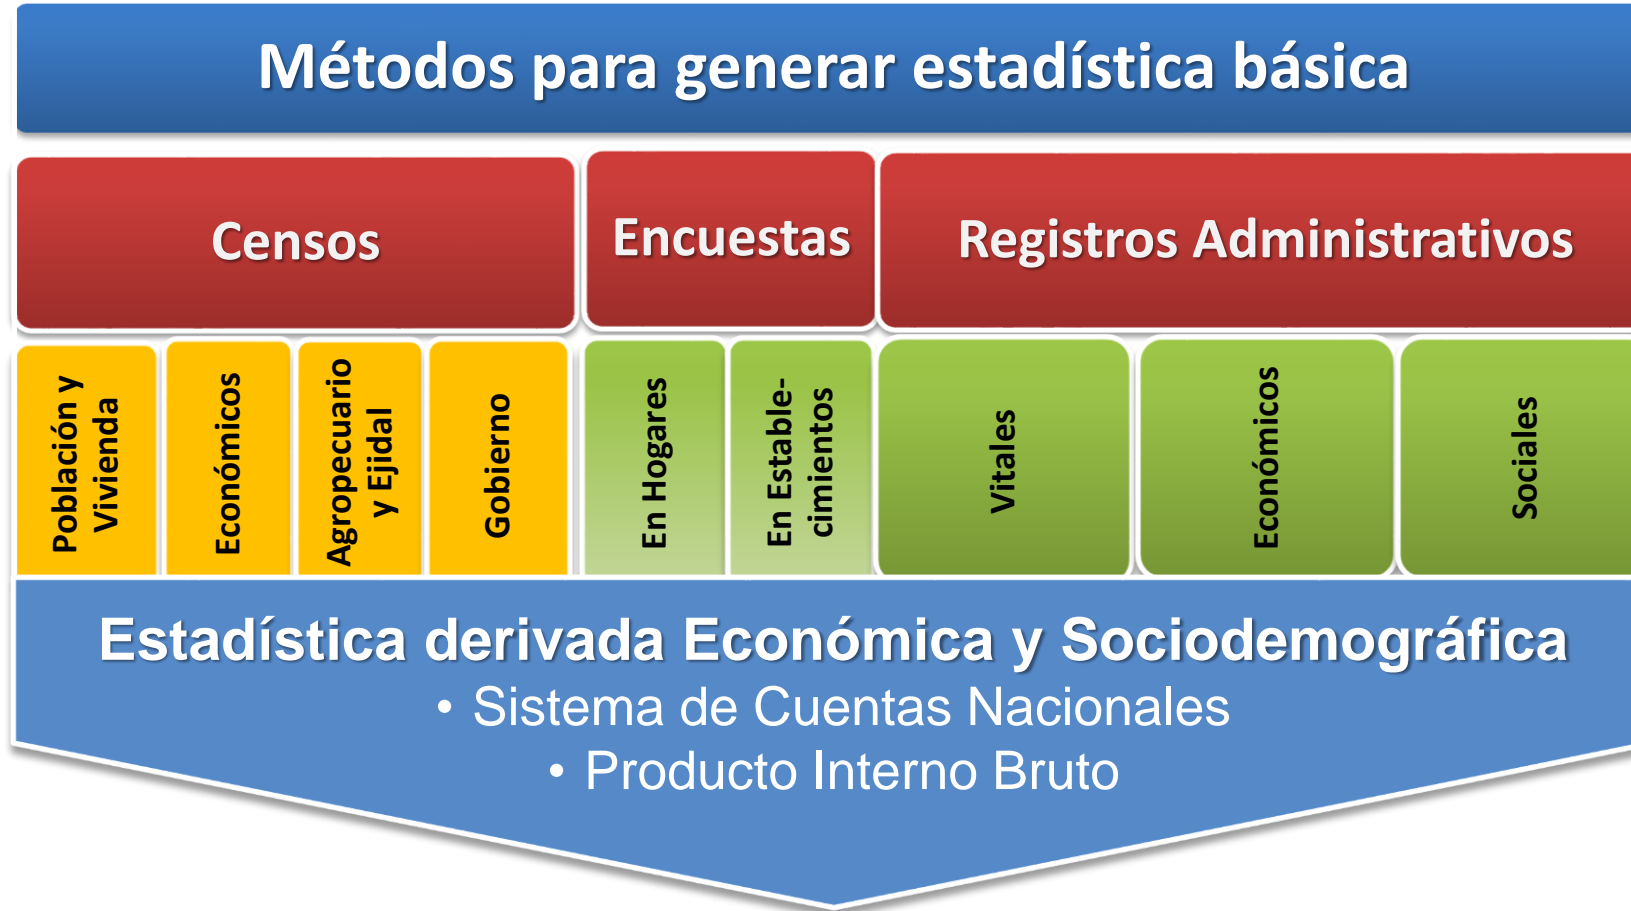 Métodos para generar estadística básica
Censos
Encuestas
Registros Administrativos
Población y
Vivienda
Económicos
Agropecuario
y Ejidal
Gobierno
En Hogares
En Estable-
cimientos
Vitales
Económicos
Sociales
Estadística derivada Económica y Sociodemográfica
• Sistema de Cuentas Nacionales
• Producto Interno Bruto